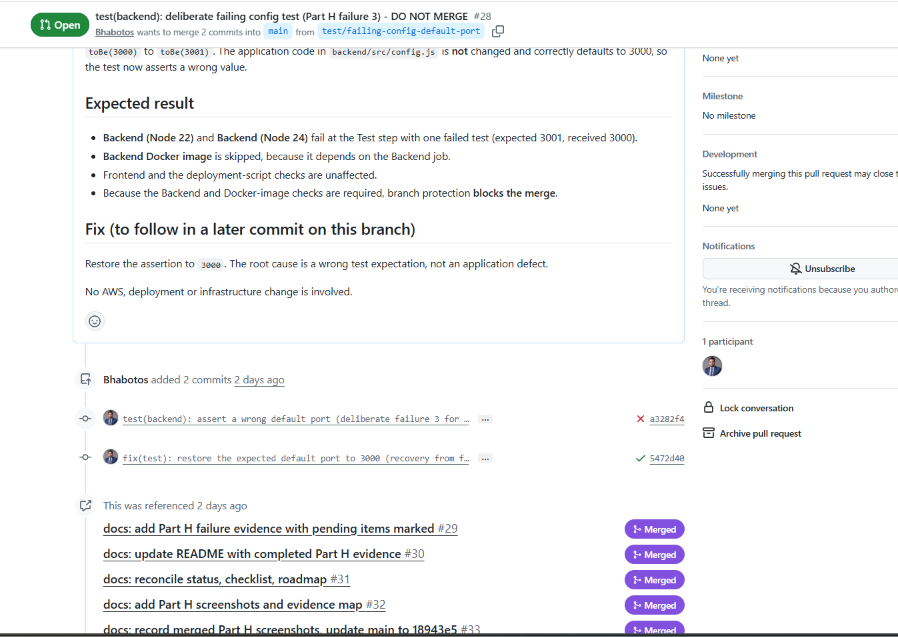 Open
test(backend): deliberate failing config test (Part H failure 3) - DO NOT MERGE #28
Bhabotos wants to merge 2 commits into main from test/failing-config-default-port
toBe(3000) to toBe(3001). The application code in backend/src/config.js is not changed and correctly defaults to 3000, so
the test now asserts a wrong value.
Expected result
• Backend (Node 22) and Backend (Node 24) fail at the Test step with one failed test (expected 3001, received 3000).
• Backend Docker image is skipped, because it depends on the Backend job.
• Frontend and the deployment-script checks are unaffected.
• Because the Backend and Docker-image checks are required, branch protection blocks the merge.
Fix (to follow in a later commit on this branch)
Restore the assertion to 3000. The root cause is a wrong test expectation, not an application defect.
No AWS, deployment or infrastructure change is involved.
Bhabotos added 2 commits 2 days ago
test(backend): assert a wrong default port (deliberate failure 3 for … ... a3282f4
fix(test): restore the expected default port to 3000 (recovery from f… ... 5472d40
This was referenced 2 days ago
docs: add Part H failure evidence with pending items marked #29 Merged
docs: update README with completed Part H evidence #30 Merged
docs: reconcile status, checklist, roadmap #31 Merged
docs: add Part H screenshots and evidence map #32 Merged
docs: record merged Part H screenshots, update main to 18943e5 #33 Merged
None yet
Milestone
No milestone
Development
Successfully merging this pull request may close t
issues.
None yet
Notifications
Unsubscribe
You're receiving notifications because you author
thread.
1 participant
Lock conversation
Archive pull request